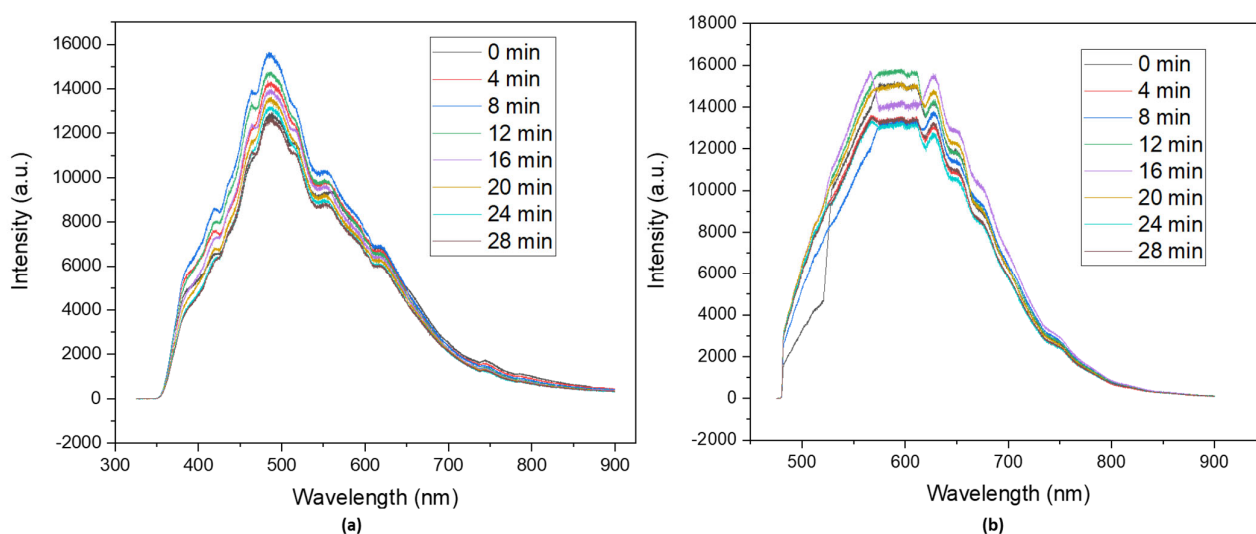 16000
14000
12000
10000
8000
6000
4000
2000
0
-2000
Intensity (a.u.)
300 400 500 600 700 800 900
Wavelength (nm)
0 min
4 min
8 min
12 min
16 min
20 min
24 min
28 min
(a)
18000
16000
14000
12000
10000
8000
6000
4000
2000
0
-2000
Intensity (a.u.)
500 600 700 800 900
Wavelength (nm)
0 min
4 min
8 min
12 min
16 min
20 min
24 min
28 min
(b)